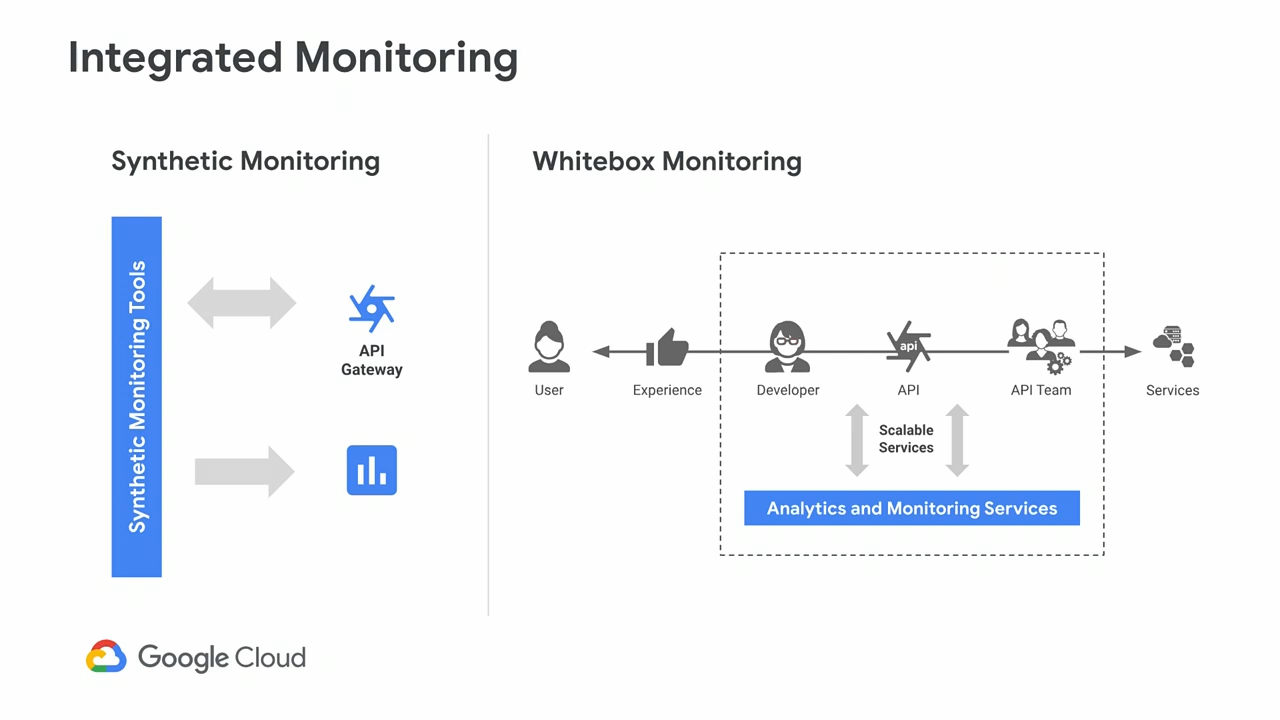 Integrated Monitoring
Synthetic Monitoring
Synthetic Monitoring Tools
API
Gateway
Whitebox Monitoring
User
Experience
Developer
api
API
API Team
Services
Scalable
Services
Analytics and Monitoring Services
Google Cloud